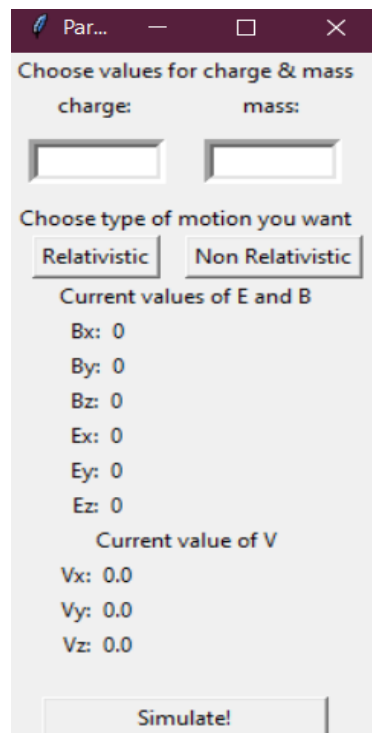 Par...
Choose values for charge & mass
charge: mass:
Choose type of motion you want
Relativistic Non Relativistic
Current values of E and B
Bx: 0
By: 0
Bz: 0
Ex: 0
Ey: 0
Ez: 0
Current value of V
Vx: 0.0
Vy: 0.0
Vz: 0.0
Simulate!